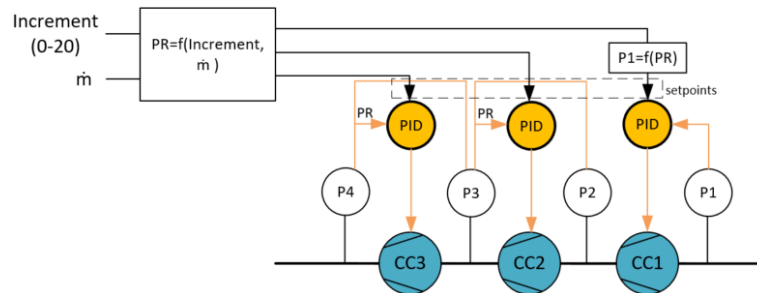 Increment
(0-20)
ṁ
PR=f(Increment,
ṁ )
P1=f(PR)
setpoints
PR
PID
PR
PID
PID
P4
P3
P2
P1
CC3
CC2
CC1